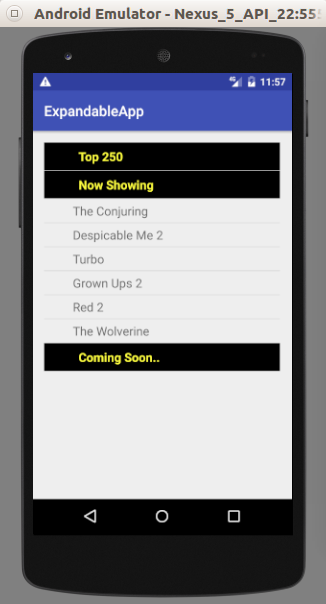 Android Emulator - Nexus_5_API_22:55
4G 11:57
ExpandableApp
Top 250
Now Showing
The Conjuring
Despicable Me 2
Turbo
Grown Ups 2
Red 2
The Wolverine
Coming Soon..